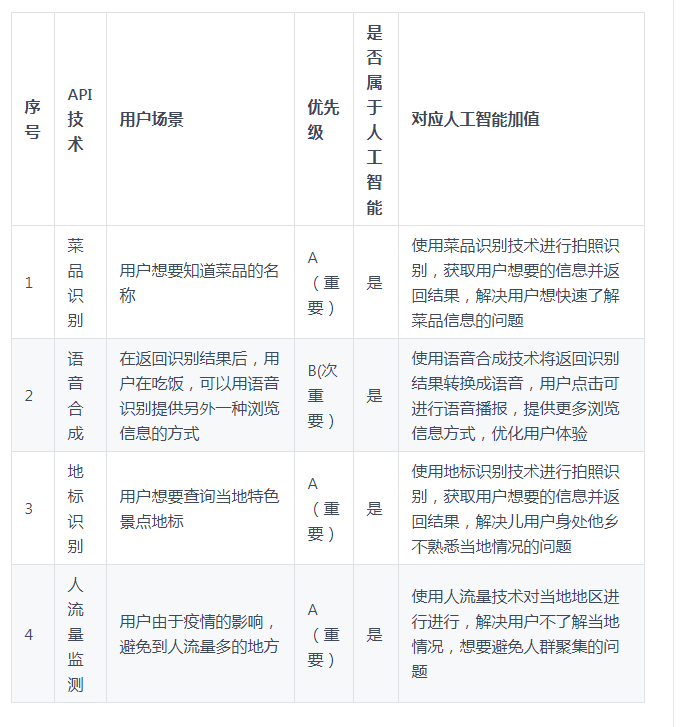 序号
API技术
用户场景
优先级
是否属于人工智能
对应人工智能加值
1
菜品识别
用户想要知道菜品的名
称
A
（重
要）
是
使用菜品识别技术进行拍照识
别，获取用户想要的信息并返
回结果，解决用户想快速了解
菜品信息的问题
2
语音合成
在返回识别结果后，用
户在吃饭，可以用语音
识别提供另外一种浏览
信息的方式
B(次
重
要）
是
使用语音合成技术将返回识别
结果转换成语音，用户点击可
进行语音播报，提供更多浏览
信息方式，优化用户体验
3
地标识别
用户想要查询当地特色
景点地标
A
（重
要）
是
使用地标识别技术进行拍照识
别，获取用户想要的信息并返
回结果，解决儿用户身处他乡
不熟悉当地情况的问题
4
人流量监测
用户由于疫情的影响，
避免到人流量多的地方
A
（重
要）
是
使用人流量技术对当地地区进
行进行，解决用户不了解当地
情况，想要避免人群聚集的问
题